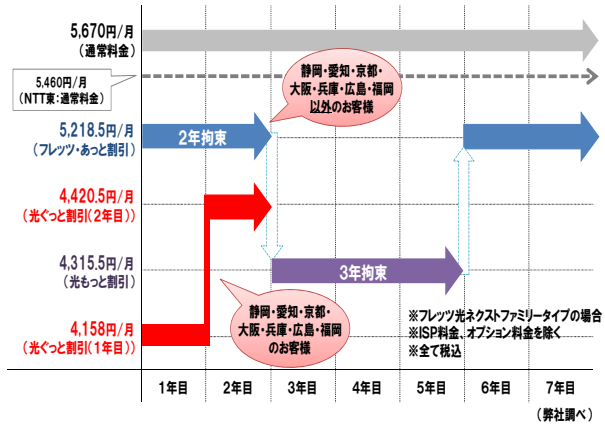 5,670円/月
(通常料金)
5,460円/月
(NTT東:通常料金)
静岡・愛知・京都・
大阪・兵庫・広島・福岡
以外のお客様
5,218.5円/月
(フレッツ・あっと割引)
2年拘束
4,420.5円/月
(光ぐっと割引(2年目))
4,315.5円/月
(光もっと割引)
3年拘束
静岡・愛知・京都・
大阪・兵庫・広島・福岡
のお客様
4,158円/月
(光ぐっと割引(1年目))
※フレッツ光ネクストファミリータイプの場合
※ISP料金、オプション料金を除く
※全て税込
1年目 2年目 3年目 4年目 5年目 6年目 7年目
(弊社調べ)